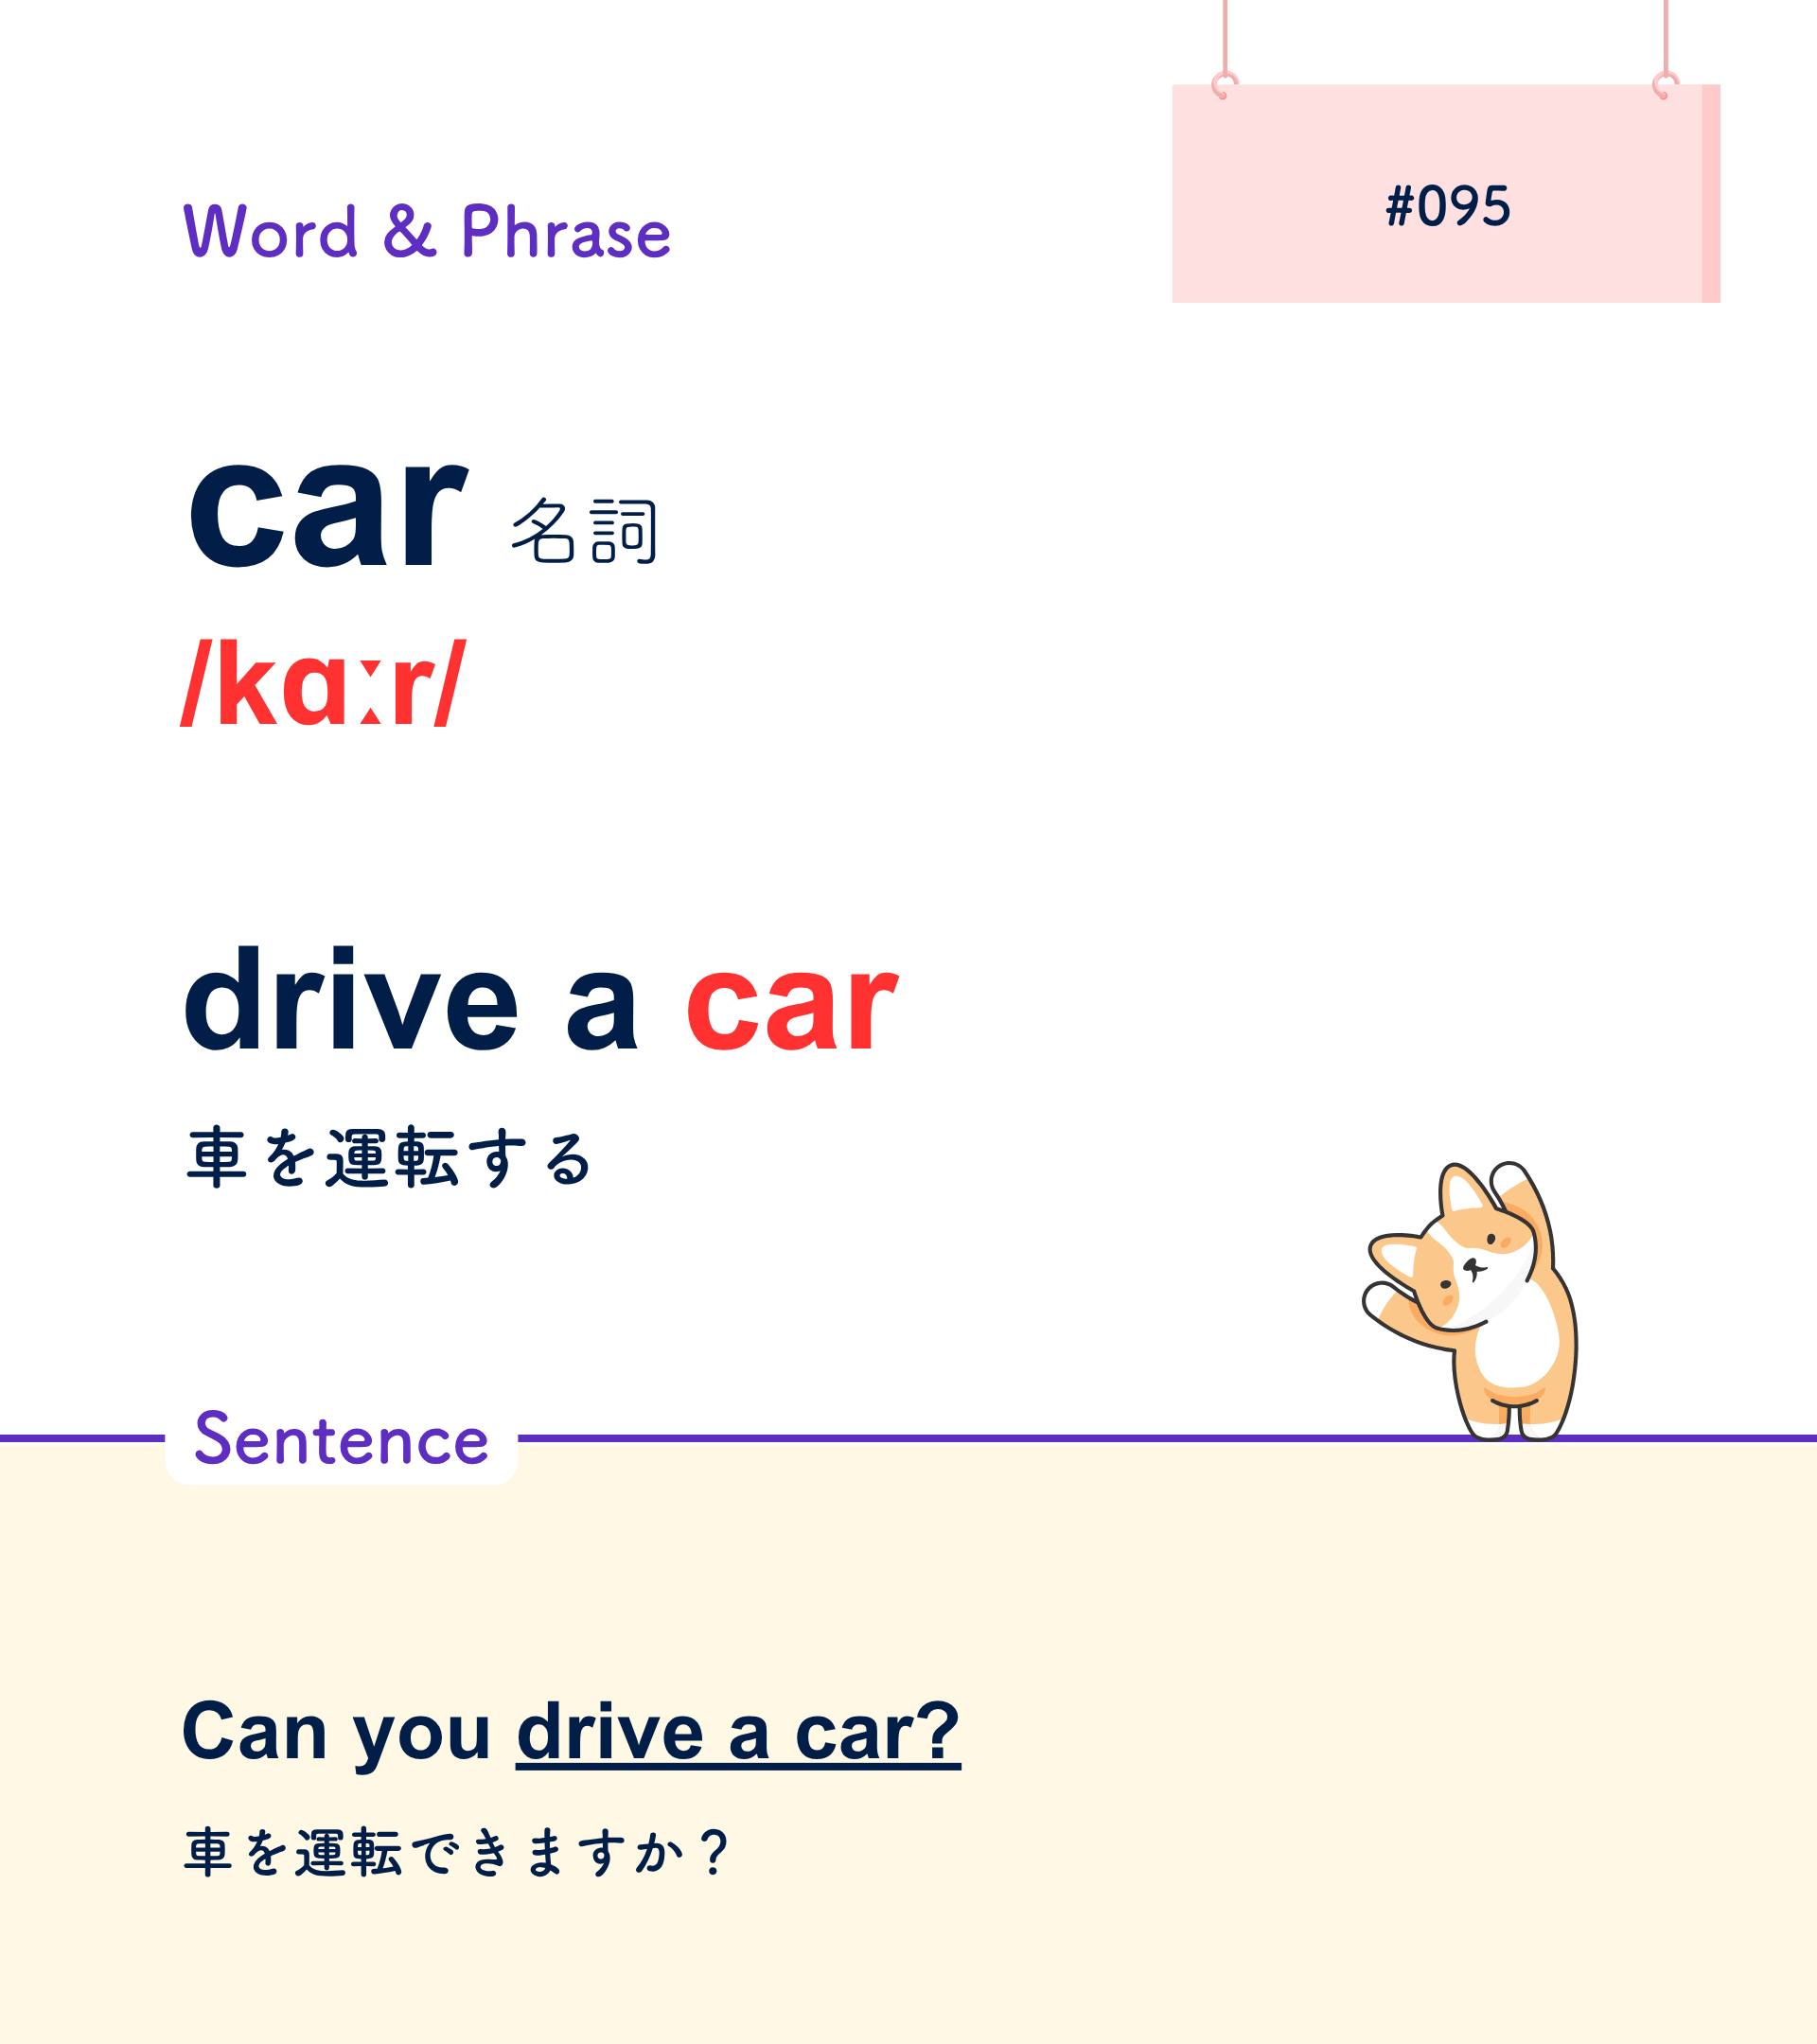 #095
Word & Phrase
car 名詞
/kɑːr/
drive a car
車を運転する
Sentence
Can you drive a car?
車を運転できますか？